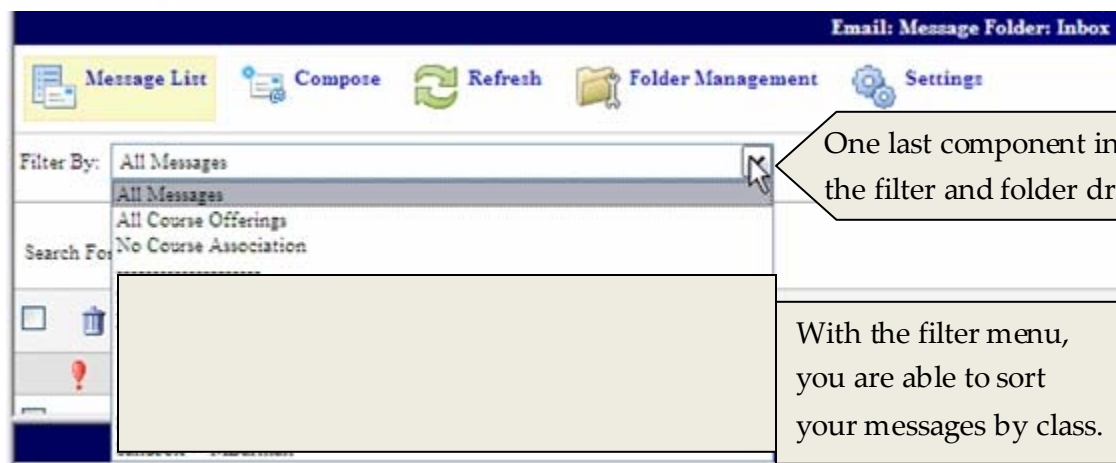 Email: Message Folder: Inbox
Message List Compose Refresh Folder Management Settings
Filter By: All Messages
One last component in
the filter and folder dr
All Messages
All Course Offerings
No Course Association
--------------------
Search For
With the filter menu,
you are able to sort
your messages by class.